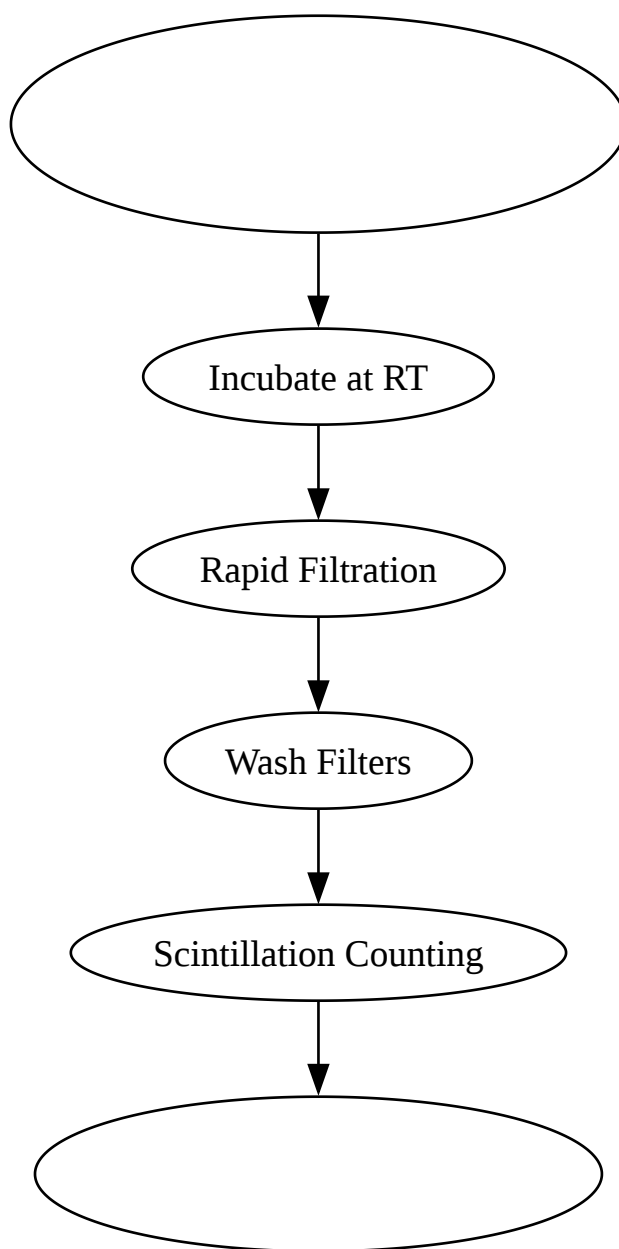 Incubate at RT
Rapid Filtration
Wash Filters
Scintillation Counting